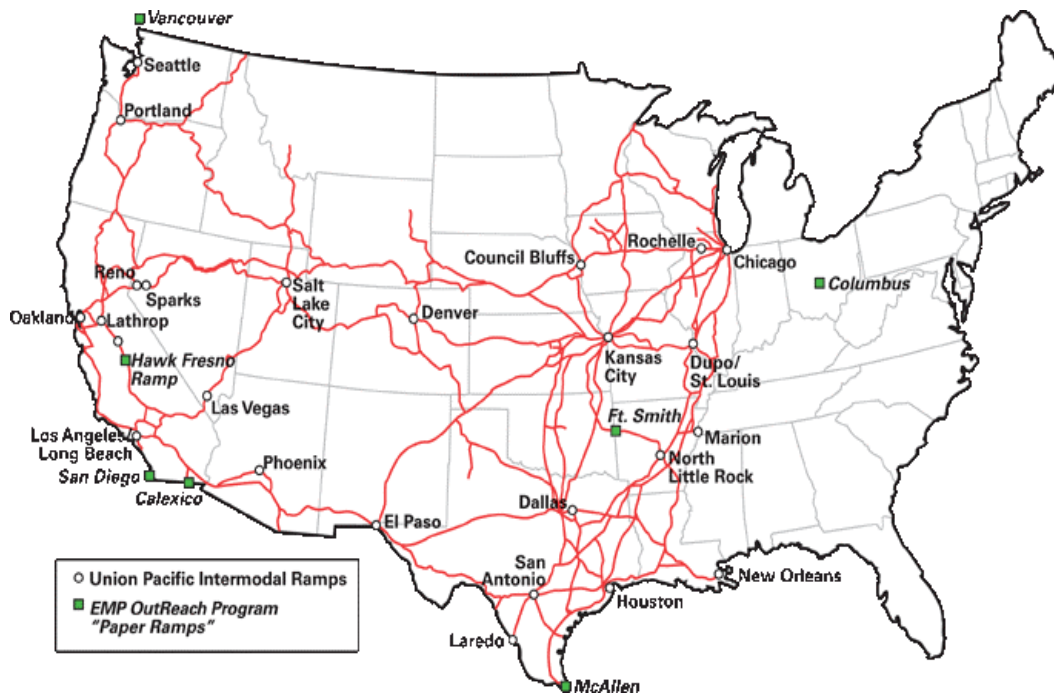 Vancouver
Seattle
Portland
Rochelle
Council Bluffs
Chicago
Reno
Sparks
Salt
Lake
City
Columbus
Oakland
Lathrop
Denver
Hawk Fresno
Ramp
Kansas
City
Dupo/
St. Louis
Las Vegas
Ft. Smith
Los Angeles/
Long Beach
Marion
San Diego
Calexico
Phoenix
North
Little Rock
Dallas
El Paso
San
Antonio
New Orleans
Houston
Laredo
McAllen
Union Pacific Intermodal Ramps
EMP OutReach Program
"Paper Ramps"